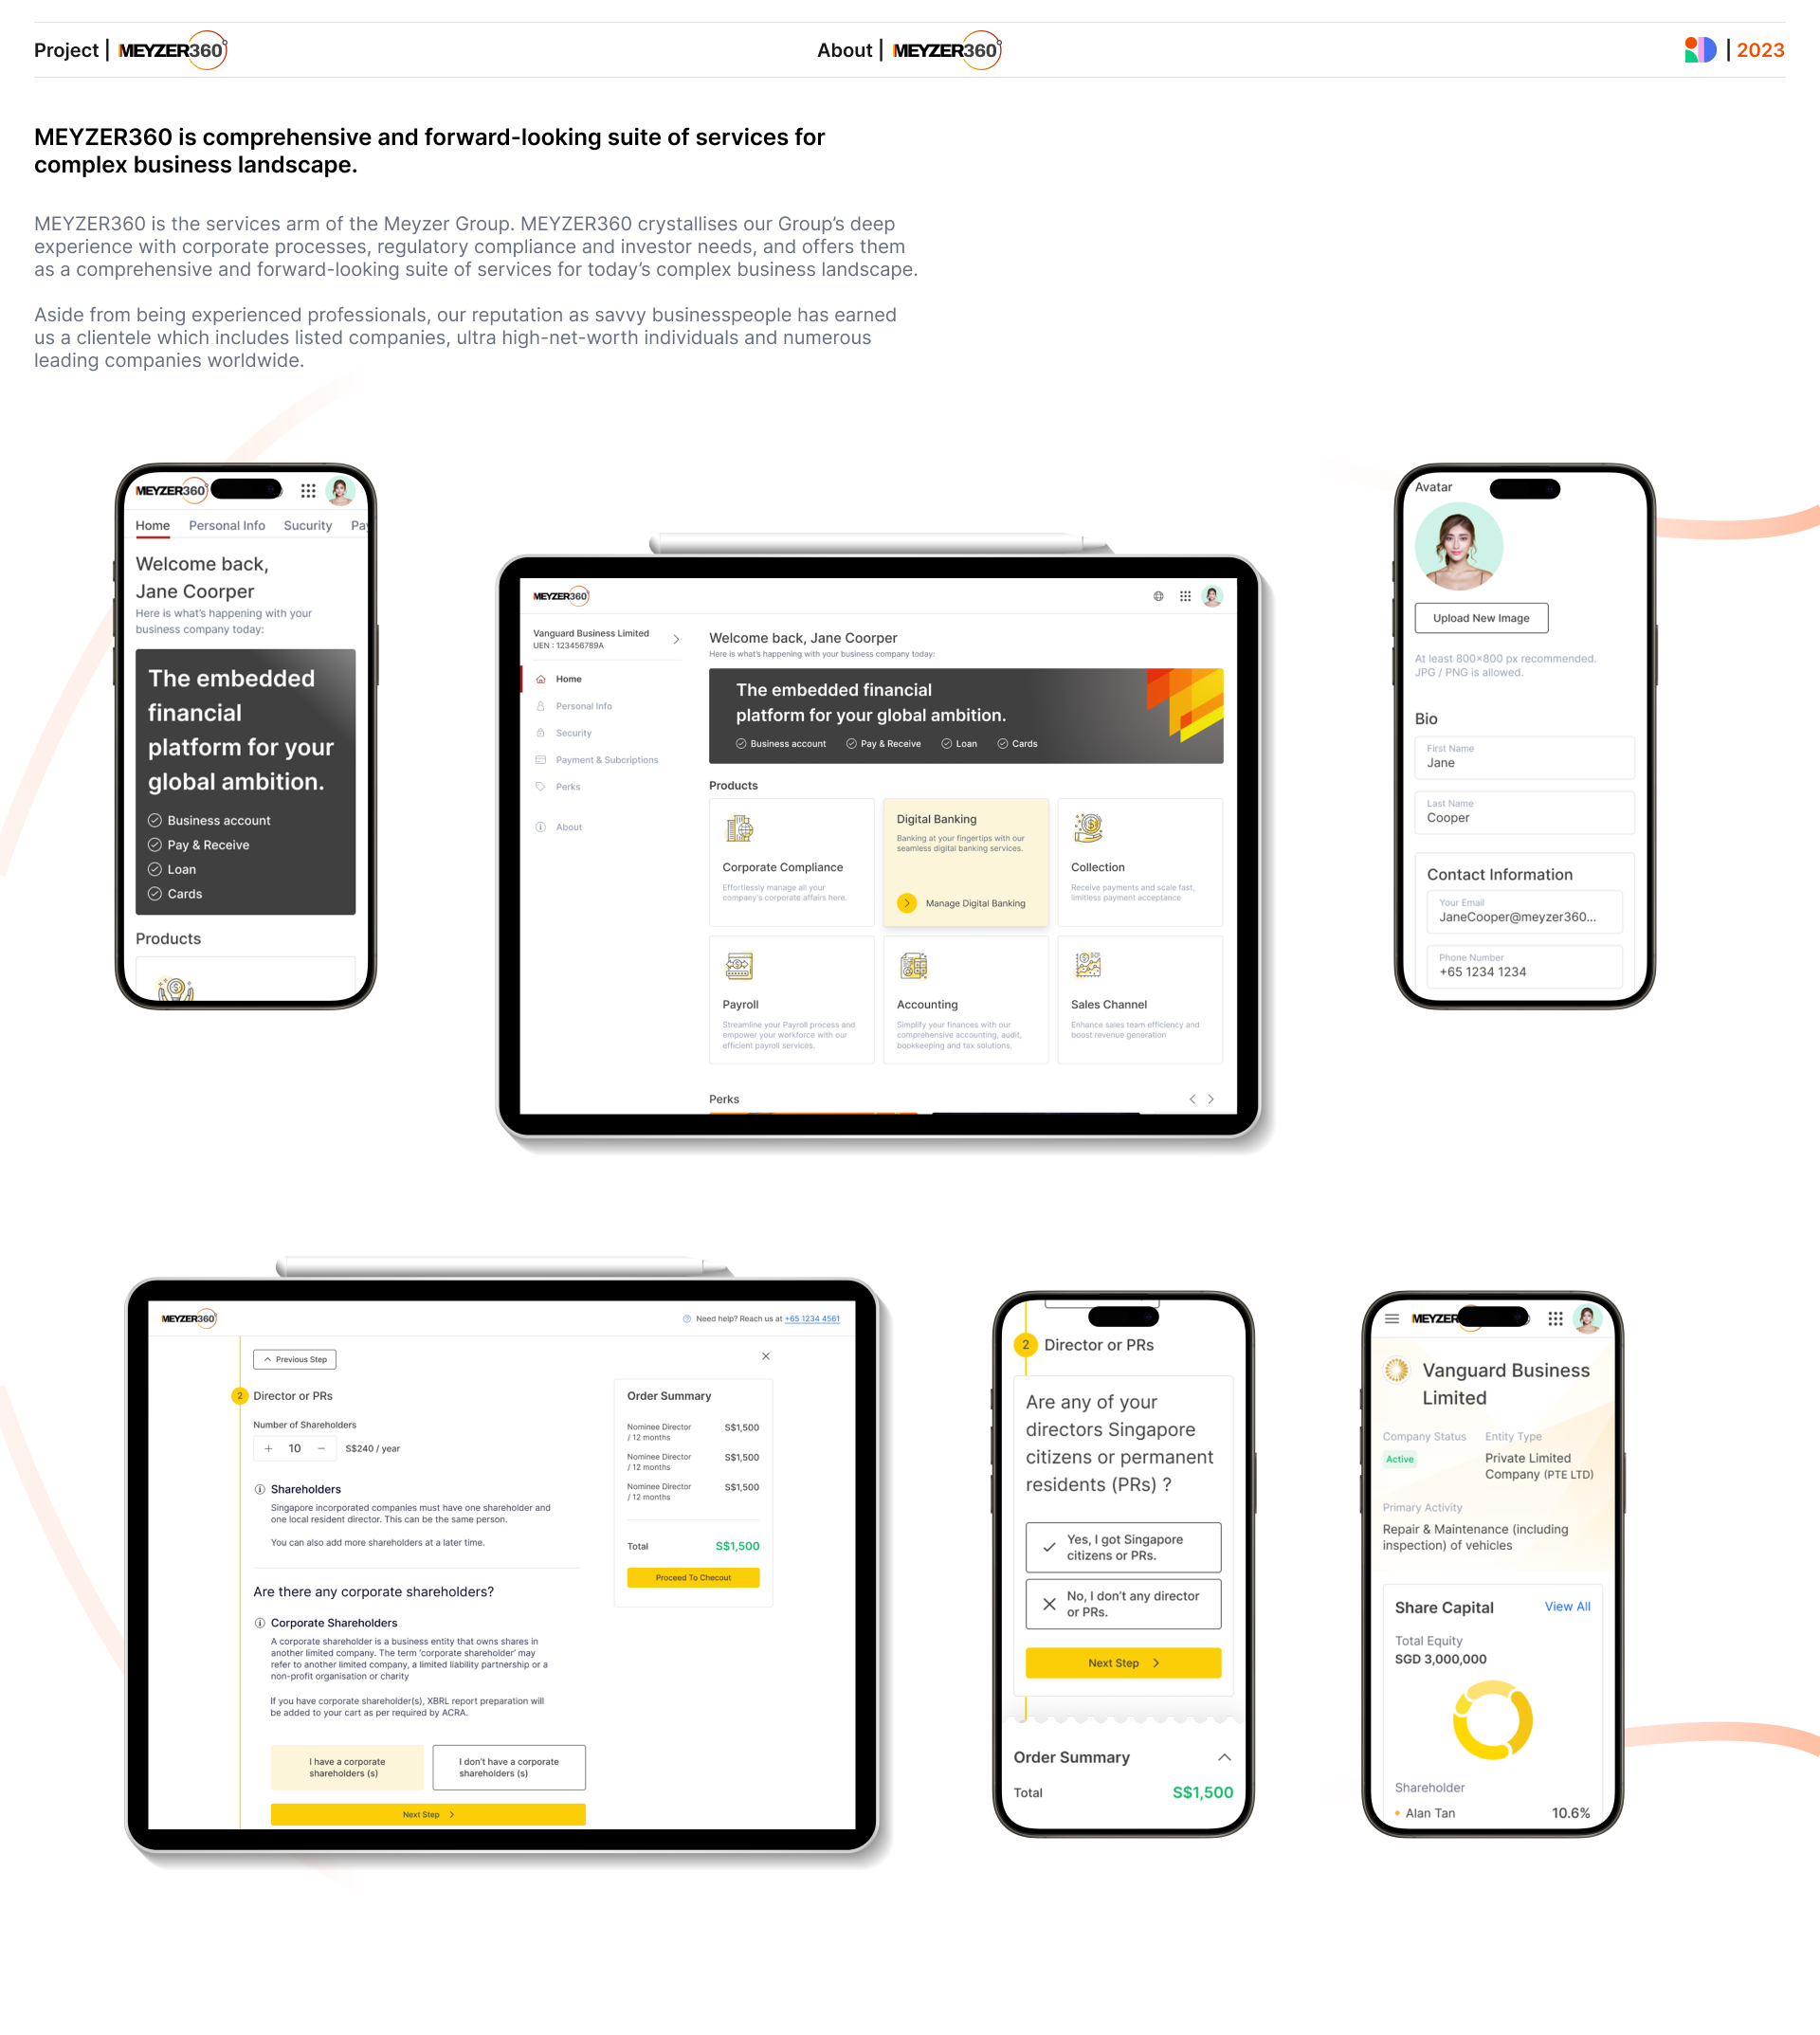 Project | MEYZER360
About | MEYZER360
| 2023
MEYZER360 is comprehensive and forward-looking suite of services for
complex business landscape.
MEYZER360 is the services arm of the Meyzer Group. MEYZER360 crystallises our Group's deep
experience with corporate processes, regulatory compliance and investor needs, and offers them
as a comprehensive and forward-looking suite of services for today's complex business landscape.
Aside from being experienced professionals, our reputation as savvy businesspeople has earned
us a clientele which includes listed companies, ultra high-net-worth individuals and numerous
leading companies worldwide.
MEYZER360
Home Personal Info Sucurity Pay
Welcome back,
Jane Coorper
Here is what's happening with your
business company today:
The embedded
financial
platform for your
global ambition.
Business account
Pay & Receive
Loan
Cards
Products
MEYZER360
Vanguard Business Limited
UEN : 123456789A
Home
Personal info
Security
Payment & Subcriptions
Perks
About
Welcome back, Jane Coorper
Here is what's happening with your business company today:
The embedded financial
platform for your global ambition.
Business account Pay & Receive Loan Cards
Products
Corporate Compliance
Effortlessly manage all your
company's corporate affairs here.
Digital Banking
Banking at your fingertips with our
seamless digital banking services.
Manage Digital Banking
Collection
Receive payments and scale fast,
limitless payment acceptance
Payroll
Streamline your Payroll process and
empower your workforce with our
efficient payroll services.
Accounting
Simplify your finances with our
comprehensive accounting, audit,
bookkeeping and tax solutions.
Sales Channel
Enhance sales team efficiency and
boost revenue generation
Perks
Avatar
Upload New Image
At least 800×800 px recommended.
JPG / PNG is allowed.
Bio
First Name
Jane
Last Name
Cooper
Contact Information
Your Email
JaneCooper@meyzer360...
Phone Number
+65 1234 1234
MEYZER360
Need help? Reach us at +65 1234 4561
Previous Step
2 Director or PRs
Number of Shareholders
+ 10 − S$240 / year
Shareholders
Singapore incorporated companies must have one shareholder and
one local resident director. This can be the same person.
You can also add more shareholders at a later time.
Are there any corporate shareholders?
Corporate Shareholders
A corporate shareholder is a business entity that owns shares in
another limited company. The term 'corporate shareholder' may
refer to another limited company, a limited liability partnership or a
non-profit organisation or charity
If you have corporate shareholder(s), XBRL report preparation will
be added to your cart as per required by ACRA.
I have a corporate
shareholders (s)
I don't have a corporate
shareholders (s)
Next Step
Order Summary
Nominee Director S$1,500
/ 12 months
Nominee Director S$1,500
/ 12 months
Nominee Director S$1,500
/ 12 months
Total S$1,500
Proceed To Checout
2 Director or PRs
Are any of your
directors Singapore
citizens or permanent
residents (PRs) ?
Yes, I got Singapore
citizens or PRs.
No, I don't any director
or PRs.
Next Step
Order Summary
Total S$1,500
MEYZER
Vanguard Business
Limited
Company Status Entity Type
Active
Private Limited
Company (PTE LTD)
Primary Activity
Repair & Maintenance (including
inspection) of vehicles
Share Capital View All
Total Equity
SGD 3,000,000
Shareholder
Alan Tan 10.6%